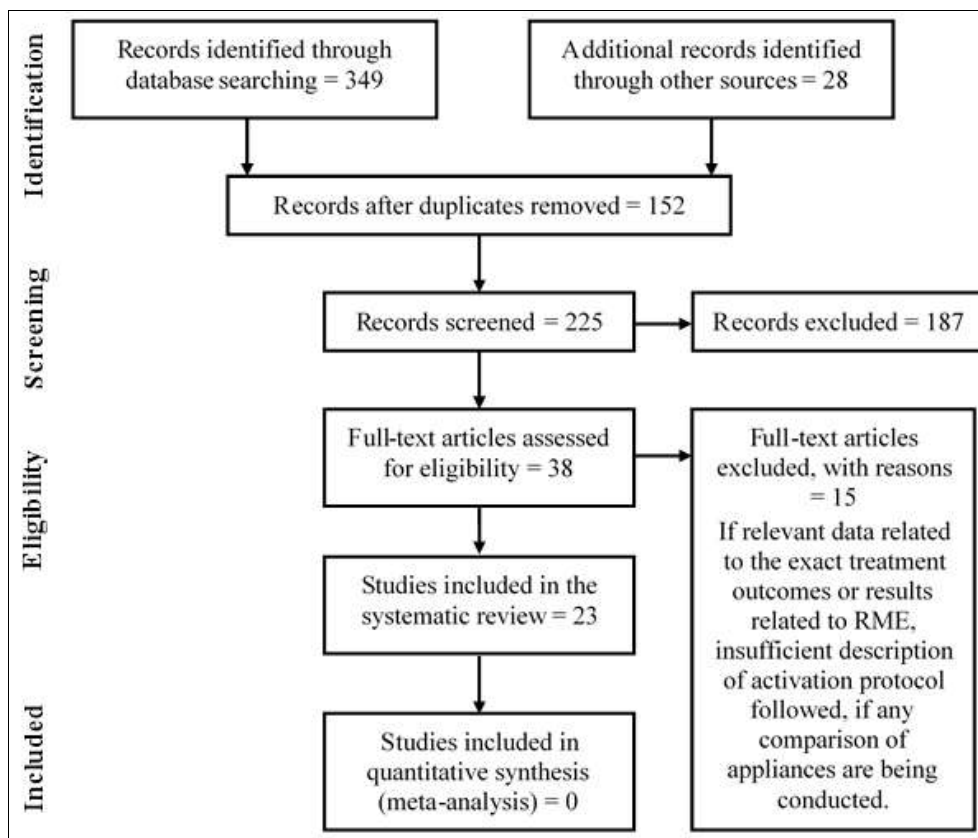 Identification
Records identified through
database searching = 349
Additional records identified
through other sources = 28
Records after duplicates removed = 152
Screening
Records screened = 225
Records excluded = 187
Eligibility
Full-text articles assessed
for eligibility = 38
Full-text articles
excluded, with reasons
= 15
If relevant data related
to the exact treatment
outcomes or results
related to RME,
insufficient description
of activation protocol
followed, if any
comparison of
appliances are being
conducted.
Studies included in the
systematic review = 23
Included
Studies included in
quantitative synthesis
(meta-analysis) = 0